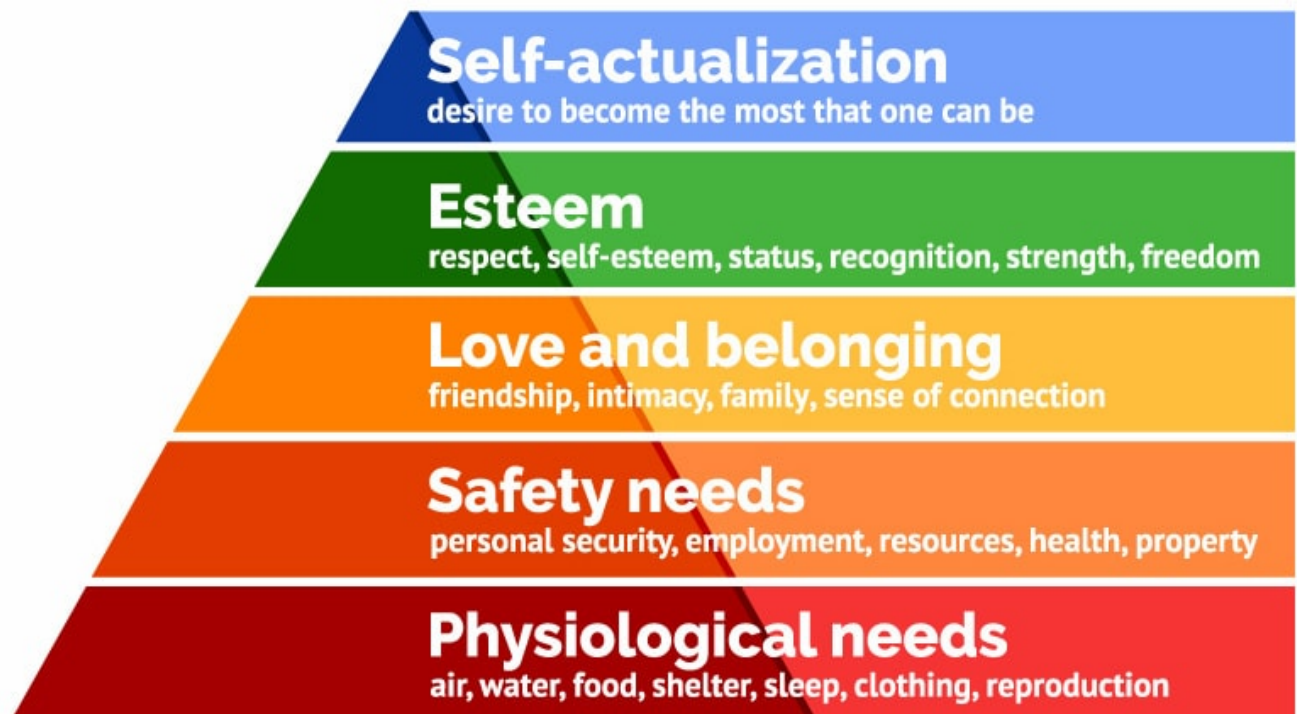 Self-actualization
desire to become the most that one can be
Esteem
respect, self-esteem, status, recognition, strength, freedom
Love and belonging
friendship, intimacy, family, sense of connection
Safety needs
personal security, employment, resources, health, property
Physiological needs
air, water, food, shelter, sleep, clothing, reproduction